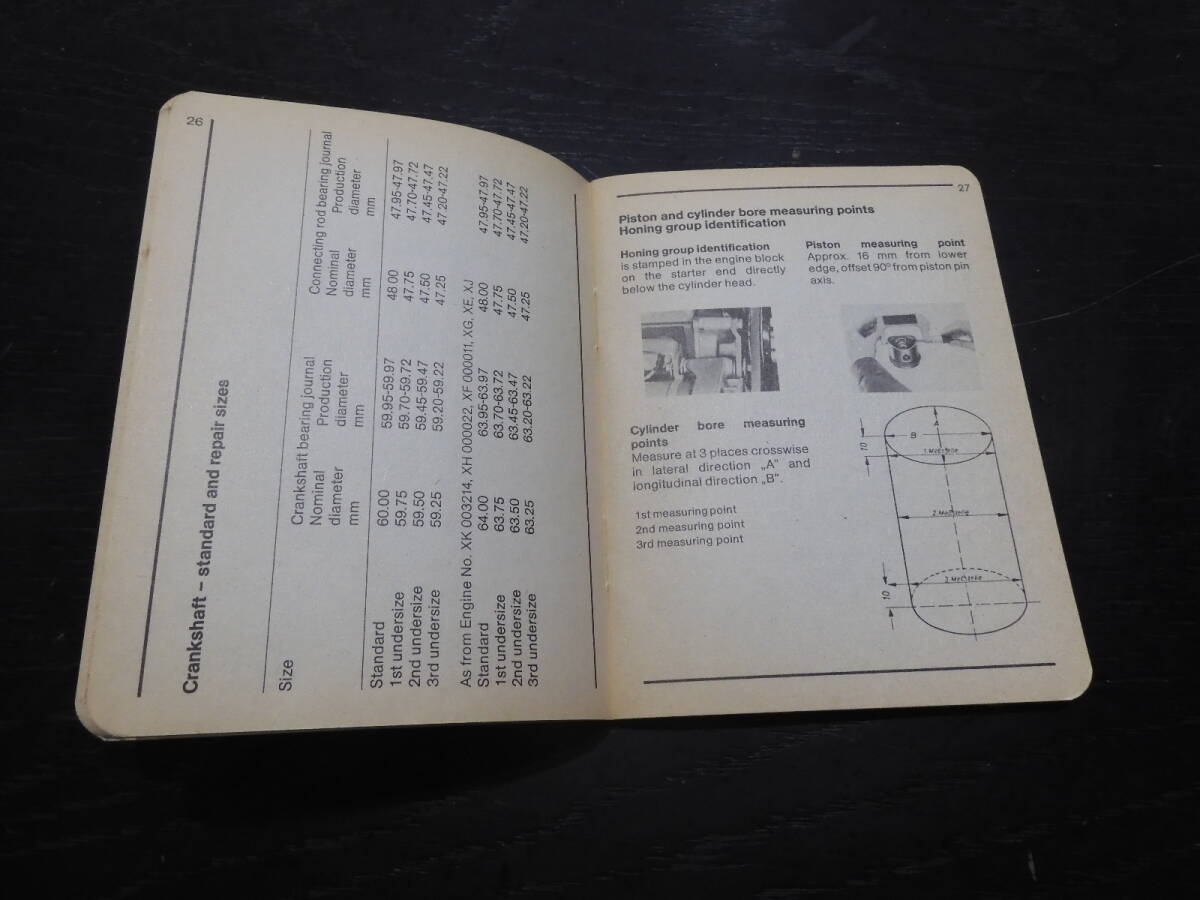 26
Crankshaft – standard and repair sizes
Size
Crankshaft bearing journal
Connecting rod bearing journal
Nominal Production Nominal Production
diameter diameter diameter diameter
mm mm mm mm
Standard 60.00 59.95-59.97 48.00 47.95-47.97
1st undersize 59.75 59.70-59.72 47.75 47.70-47.72
2nd undersize 59.50 59.45-59.47 47.50 47.45-47.47
3rd undersize 59.25 59.20-59.22 47.25 47.20-47.22
As from Engine No. XK 003214, XH 000022, XF 000011, XG, XE, XJ
Standard 64.00 63.95-63.97 48.00 47.95-47.97
1st undersize 63.75 63.70-63.72 47.75 47.70-47.72
2nd undersize 63.50 63.45-63.47 47.50 47.45-47.47
3rd undersize 63.25 63.20-63.22 47.25 47.20-47.22
27
Piston and cylinder bore measuring points
Honing group identification
Honing group identification
is stamped in the engine block
on the starter end directly
below the cylinder head.
Piston measuring point
Approx. 16 mm from lower
edge, offset 90° from piston pin
axis.
Cylinder bore measuring
points
Measure at 3 places crosswise
in lateral direction „A" and
longitudinal direction „B".
1st measuring point
2nd measuring point
3rd measuring point
A
B
10
1. Meßstelle
2. Meßstelle
3. Meßstelle
10